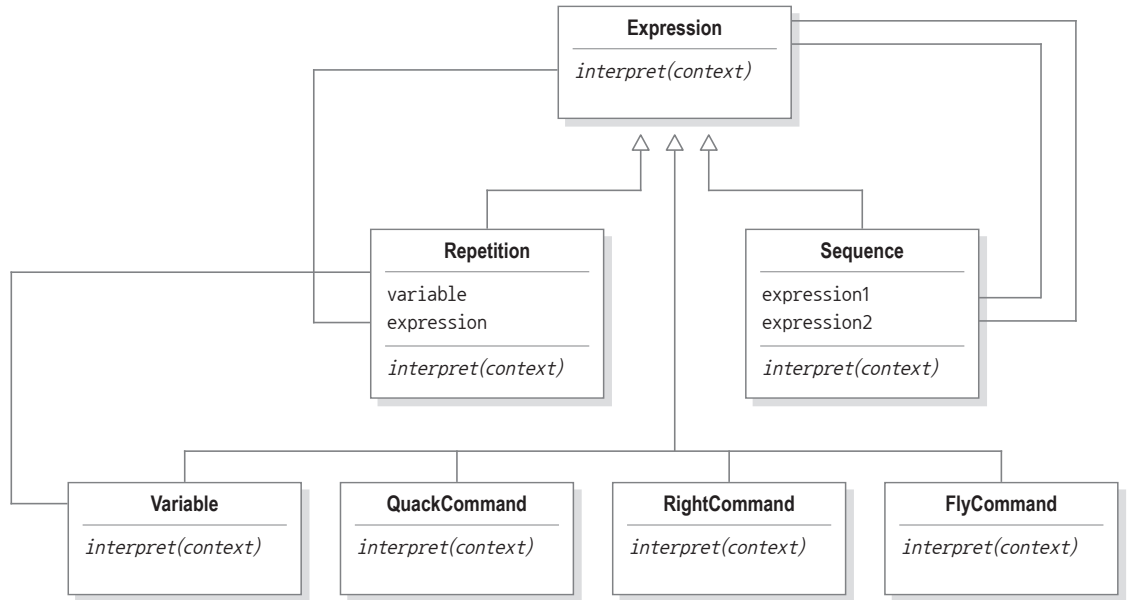 Expression
interpret(context)
Repetition
variable
expression
interpret(context)
Sequence
expression1
expression2
interpret(context)
Variable
interpret(context)
QuackCommand
interpret(context)
RightCommand
interpret(context)
FlyCommand
interpret(context)